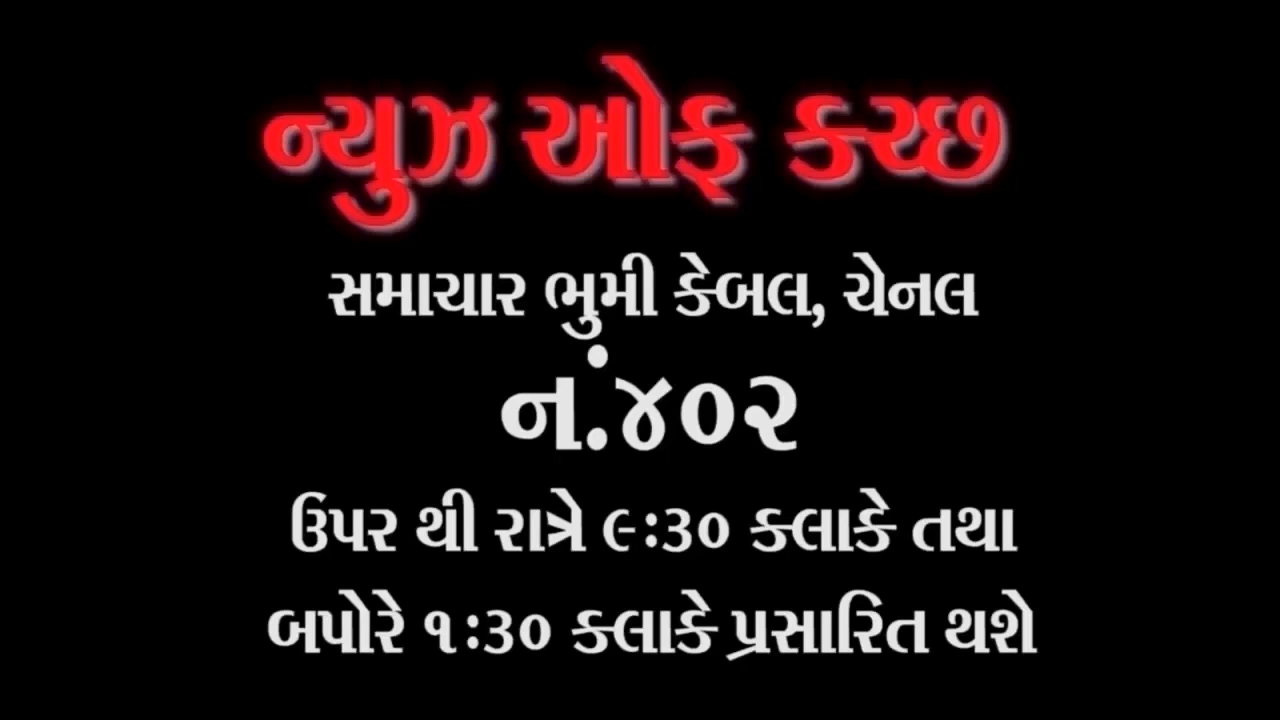 ન્યુઝ ઓફ કચ્છ
સમાચાર ભુમી કેબલ, ચેનલ
નં.૪૦૨
ઉપર થી રાત્રે ૯:૩૦ કલાકે તથા
બપોરે ૧:૩૦ કલાકે પ્રસારિત થશે